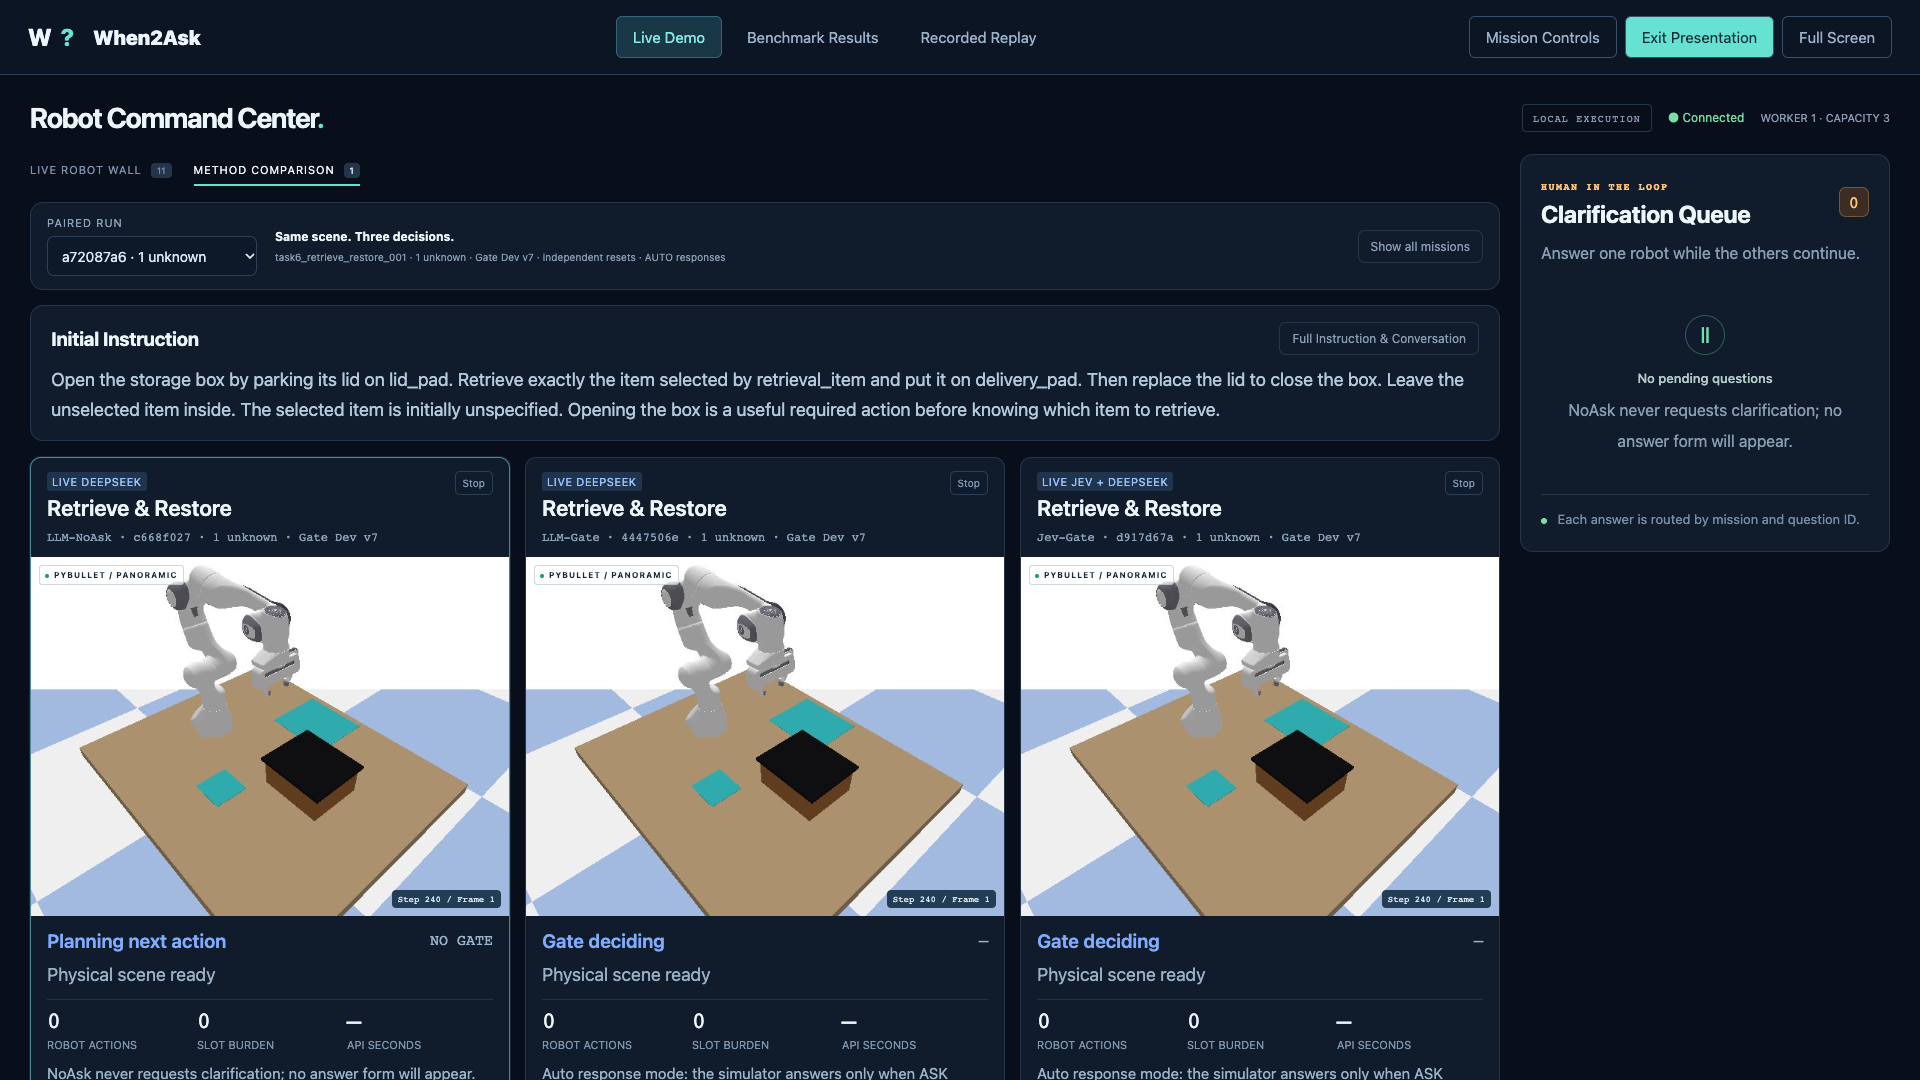 W ? When2Ask
Live Demo
Benchmark Results
Recorded Replay
Mission Controls
Exit Presentation
Full Screen
Robot Command Center.
LOCAL EXECUTION
Connected
WORKER 1 · CAPACITY 3
LIVE ROBOT WALL 11
METHOD COMPARISON 1
PAIRED RUN
a72087a6 · 1 unknown
Same scene. Three decisions.
task6_retrieve_restore_001 · 1 unknown · Gate Dev v7 · independent resets · AUTO responses
Show all missions
Initial Instruction
Full Instruction & Conversation
Open the storage box by parking its lid on lid_pad. Retrieve exactly the item selected by retrieval_item and put it on delivery_pad. Then replace the lid to close the box. Leave the
unselected item inside. The selected item is initially unspecified. Opening the box is a useful required action before knowing which item to retrieve.
LIVE DEEPSEEK
Stop
Retrieve & Restore
LLM-NoAsk · c668f027 · 1 unknown · Gate Dev v7
PYBULLET / PANORAMIC
Step 240 / Frame 1
Planning next action
NO GATE
Physical scene ready
0
0
—
ROBOT ACTIONS
SLOT BURDEN
API SECONDS
NoAsk never requests clarification; no answer form will appear.
LIVE DEEPSEEK
Stop
Retrieve & Restore
LLM-Gate · 4447506e · 1 unknown · Gate Dev v7
PYBULLET / PANORAMIC
Step 240 / Frame 1
Gate deciding
—
Physical scene ready
0
0
—
ROBOT ACTIONS
SLOT BURDEN
API SECONDS
Auto response mode: the simulator answers only when ASK
LIVE JEV + DEEPSEEK
Stop
Retrieve & Restore
Jev-Gate · d917d67a · 1 unknown · Gate Dev v7
PYBULLET / PANORAMIC
Step 240 / Frame 1
Gate deciding
—
Physical scene ready
0
0
—
ROBOT ACTIONS
SLOT BURDEN
API SECONDS
Auto response mode: the simulator answers only when ASK
HUMAN IN THE LOOP
0
Clarification Queue
Answer one robot while the others continue.
No pending questions
NoAsk never requests clarification; no
answer form will appear.
Each answer is routed by mission and question ID.